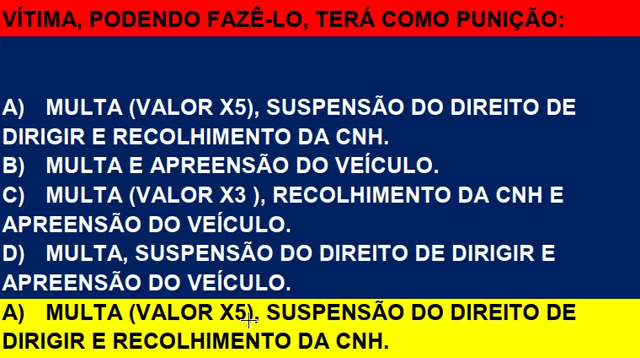 VÍTIMA, PODENDO FAZÊ-LO, TERÁ COMO PUNIÇÃO:
A) MULTA (VALOR X5), SUSPENSÃO DO DIREITO DE
DIRIGIR E RECOLHIMENTO DA CNH.
B) MULTA E APREENSÃO DO VEÍCULO.
C) MULTA (VALOR X3 ), RECOLHIMENTO DA CNH E
APREENSÃO DO VEÍCULO.
D) MULTA, SUSPENSÃO DO DIREITO DE DIRIGIR E
APREENSÃO DO VEÍCULO.
A) MULTA (VALOR X5), SUSPENSÃO DO DIREITO DE
DIRIGIR E RECOLHIMENTO DA CNH.